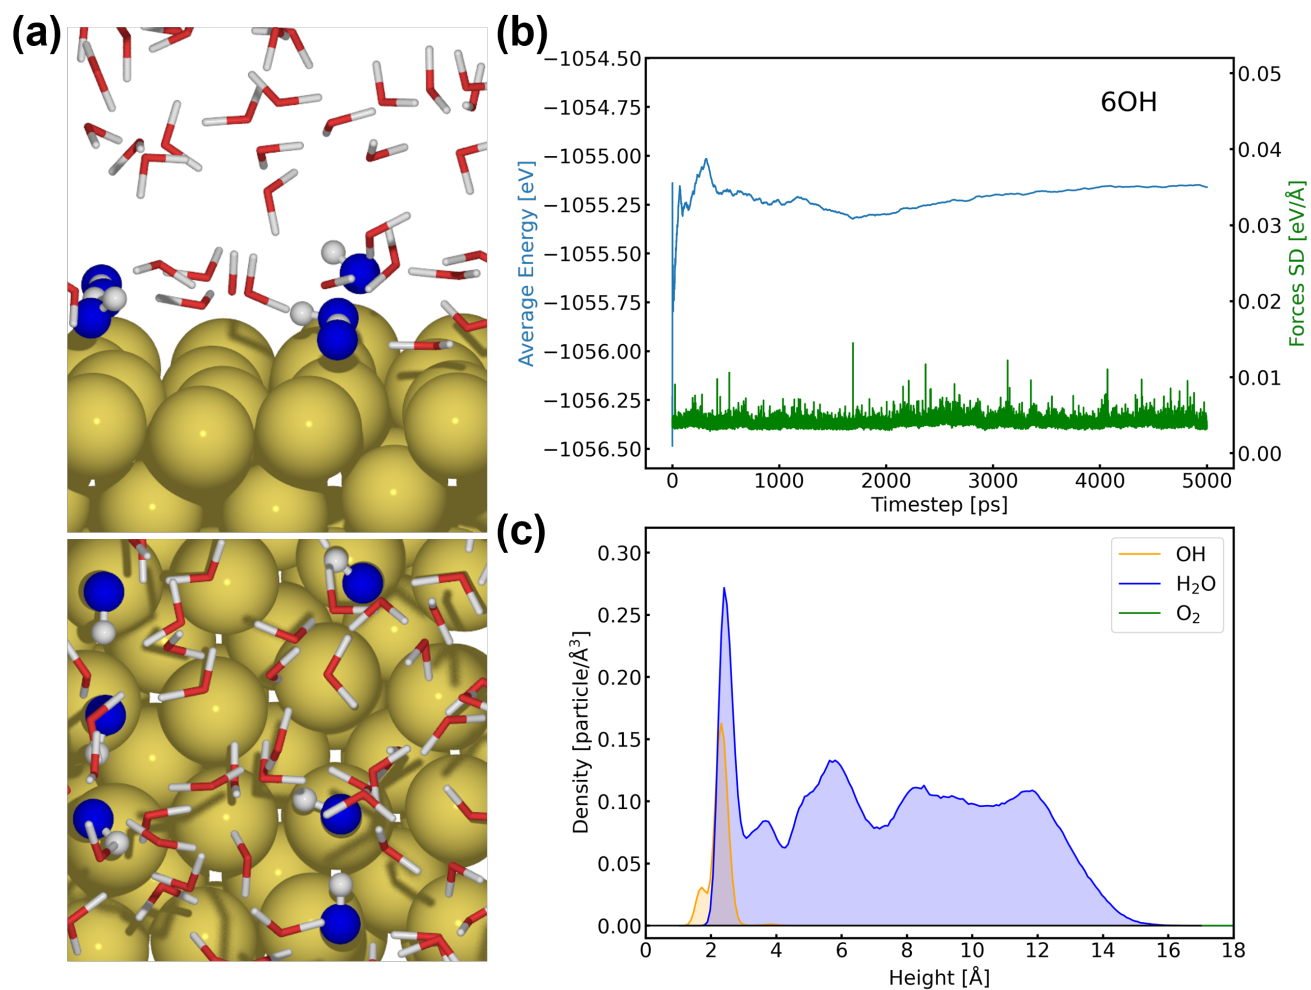 (a)
(b)
−1054.50
−1054.75
−1055.00
−1055.25
−1055.50
−1055.75
−1056.00
−1056.25
−1056.50
Average Energy [eV]
6OH
0.05
0.04
0.03
0.02
0.01
0.00
Forces SD [eV/Å]
0 1000 2000 3000 4000 5000
Timestep [ps]
(c)
0.30
0.25
0.20
0.15
0.10
0.05
0.00
Density [particle/Å³]
OH
H₂O
O₂
0 2 4 6 8 10 12 14 16 18
Height [Å]